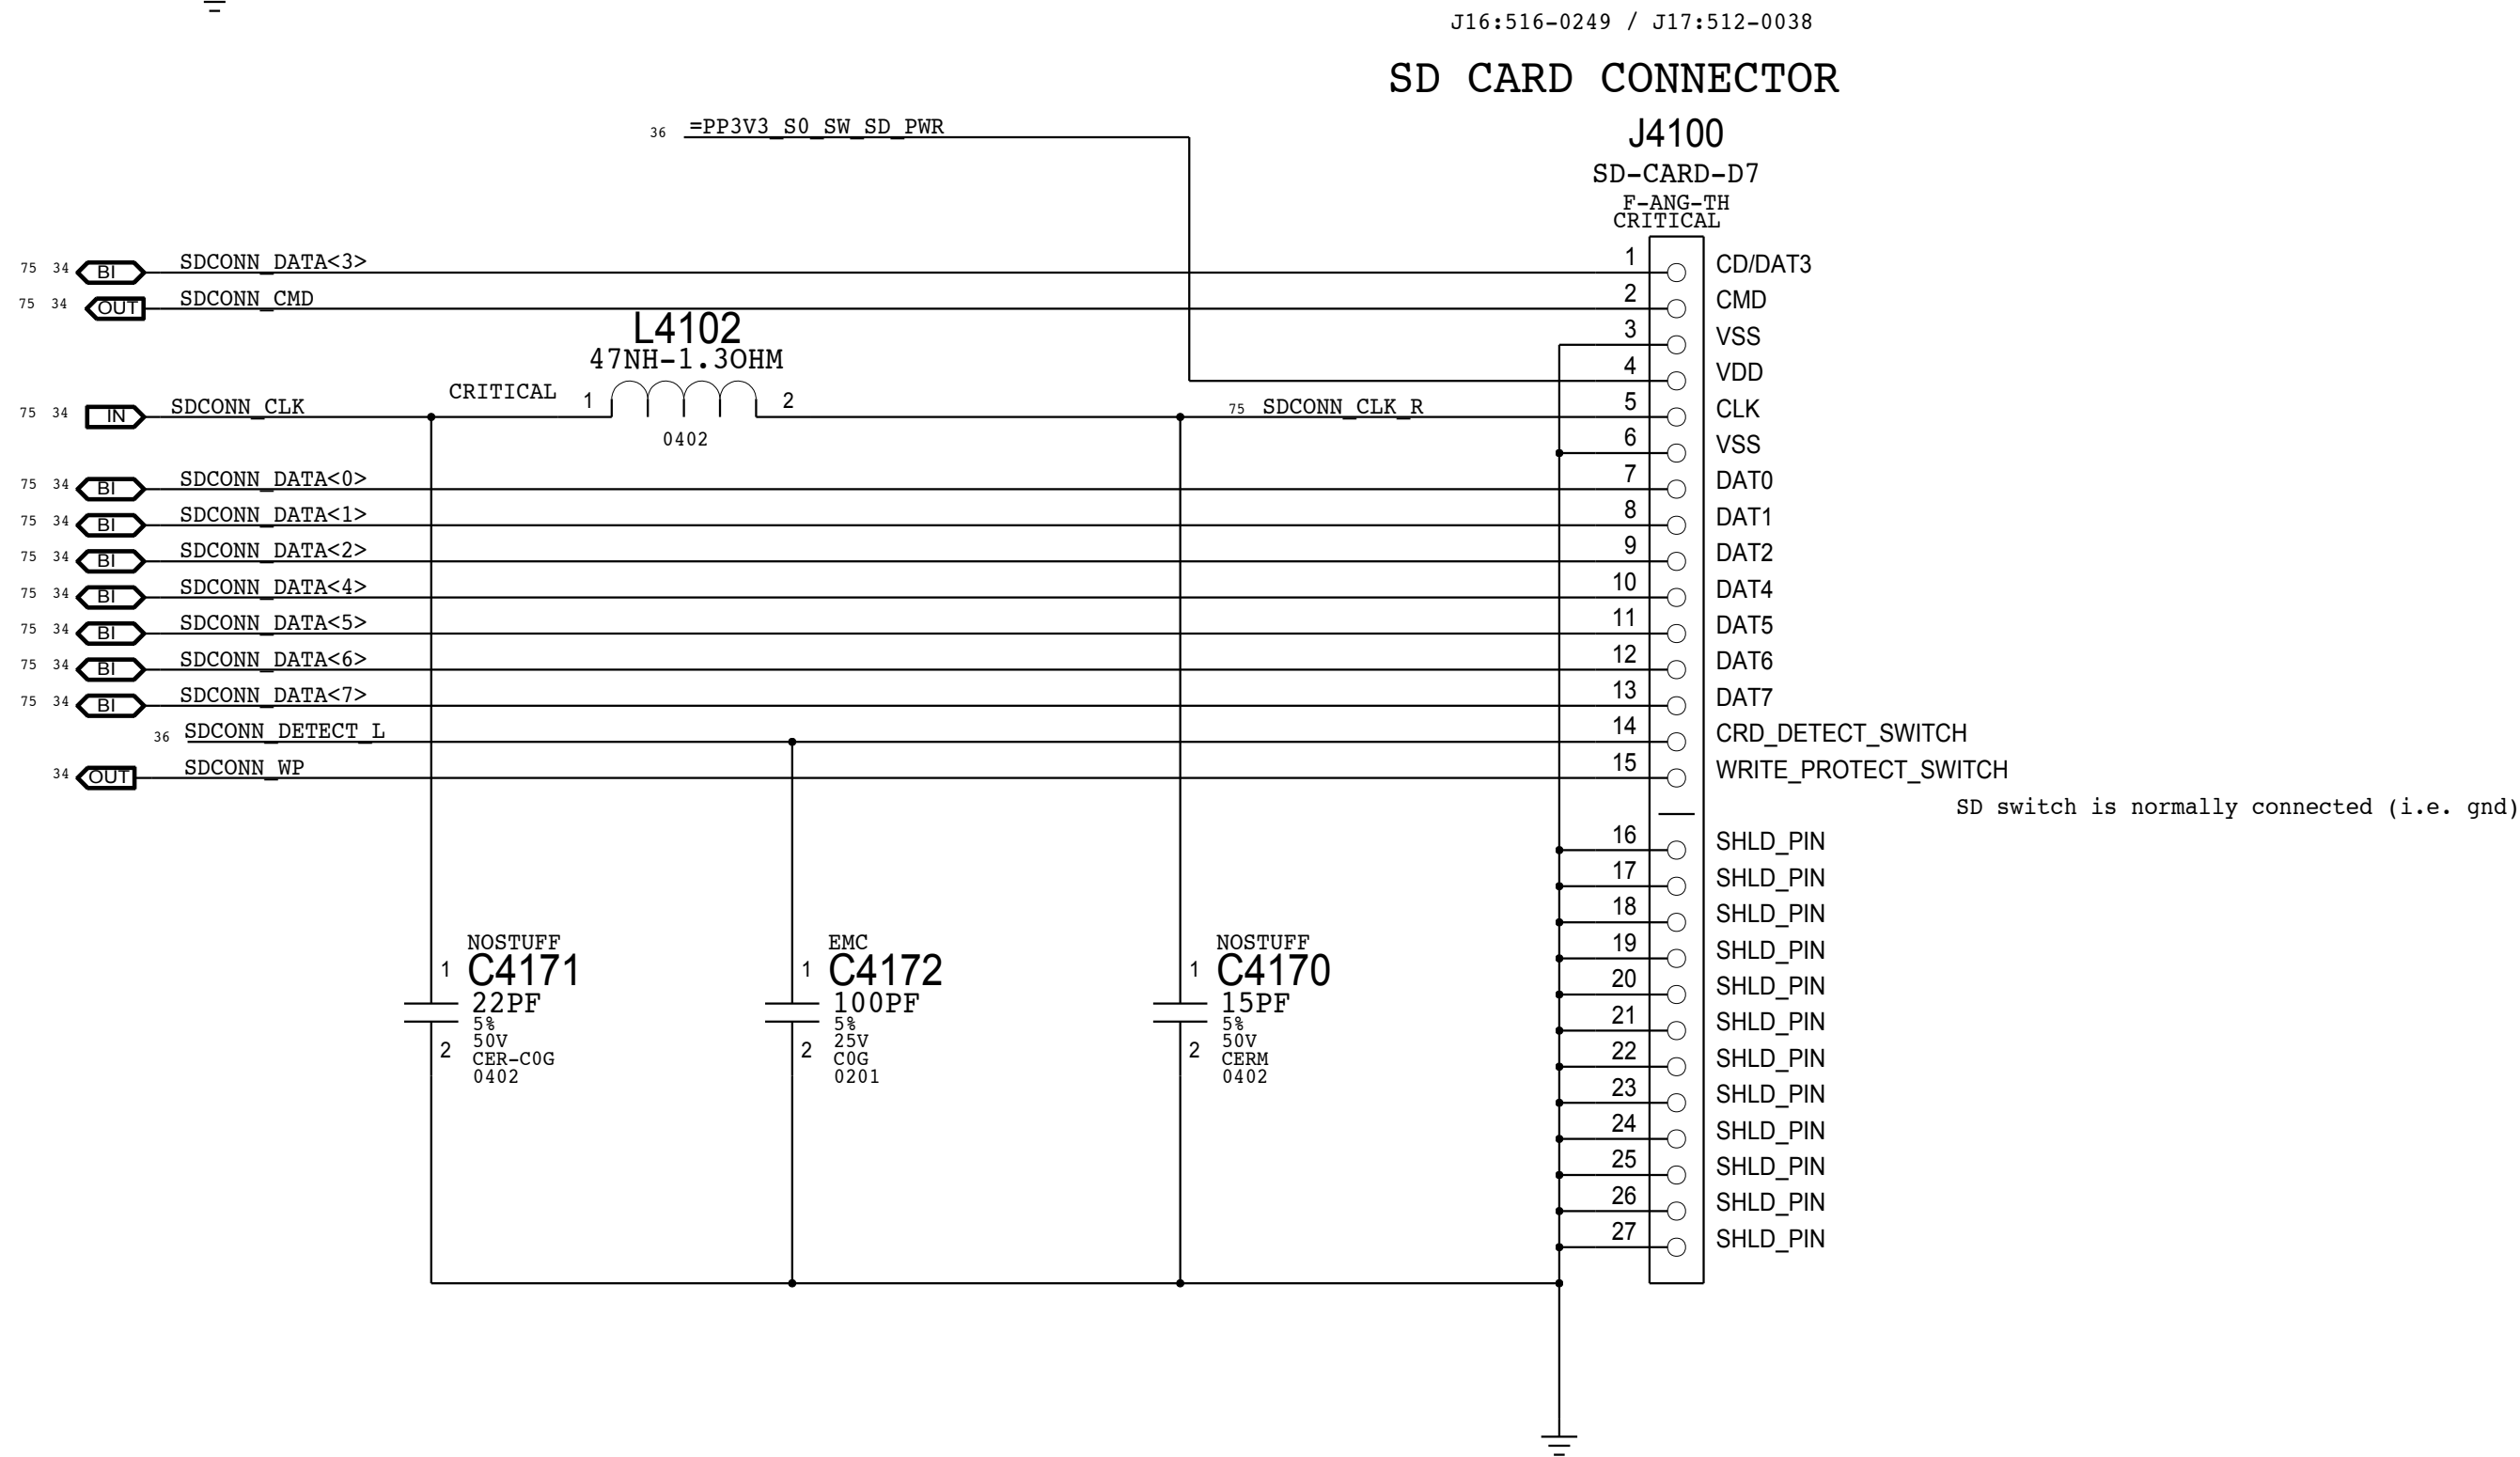 J16:516-0249 / J17:512-0038
SD CARD CONNECTOR
36 =PP3V3_S0_SW_SD_PWR
J4100
SD-CARD-D7
F-ANG-TH
CRITICAL
75 34 BI SDCONN_DATA<3> 1 CD/DAT3
75 34 OUT SDCONN_CMD 2 CMD
L4102
47NH-1.3OHM
3 VSS
4 VDD
CRITICAL 1 2
75 34 IN SDCONN_CLK 75 SDCONN_CLK_R 5 CLK
0402
6 VSS
75 34 BI SDCONN_DATA<0> 7 DAT0
75 34 BI SDCONN_DATA<1> 8 DAT1
75 34 BI SDCONN_DATA<2> 9 DAT2
75 34 BI SDCONN_DATA<4> 10 DAT4
75 34 BI SDCONN_DATA<5> 11 DAT5
75 34 BI SDCONN_DATA<6> 12 DAT6
75 34 BI SDCONN_DATA<7> 13 DAT7
36 SDCONN_DETECT_L 14 CRD_DETECT_SWITCH
34 OUT SDCONN_WP 15 WRITE_PROTECT_SWITCH
SD switch is normally connected (i.e. gnd)
16 SHLD_PIN
17 SHLD_PIN
18 SHLD_PIN
19 SHLD_PIN
20 SHLD_PIN
21 SHLD_PIN
22 SHLD_PIN
23 SHLD_PIN
24 SHLD_PIN
25 SHLD_PIN
26 SHLD_PIN
27 SHLD_PIN
NOSTUFF
1 C4171
22PF
5%
50V
2 CER-C0G
0402
EMC
1 C4172
100PF
5%
25V
2 C0G
0201
NOSTUFF
1 C4170
15PF
5%
50V
2 CERM
0402